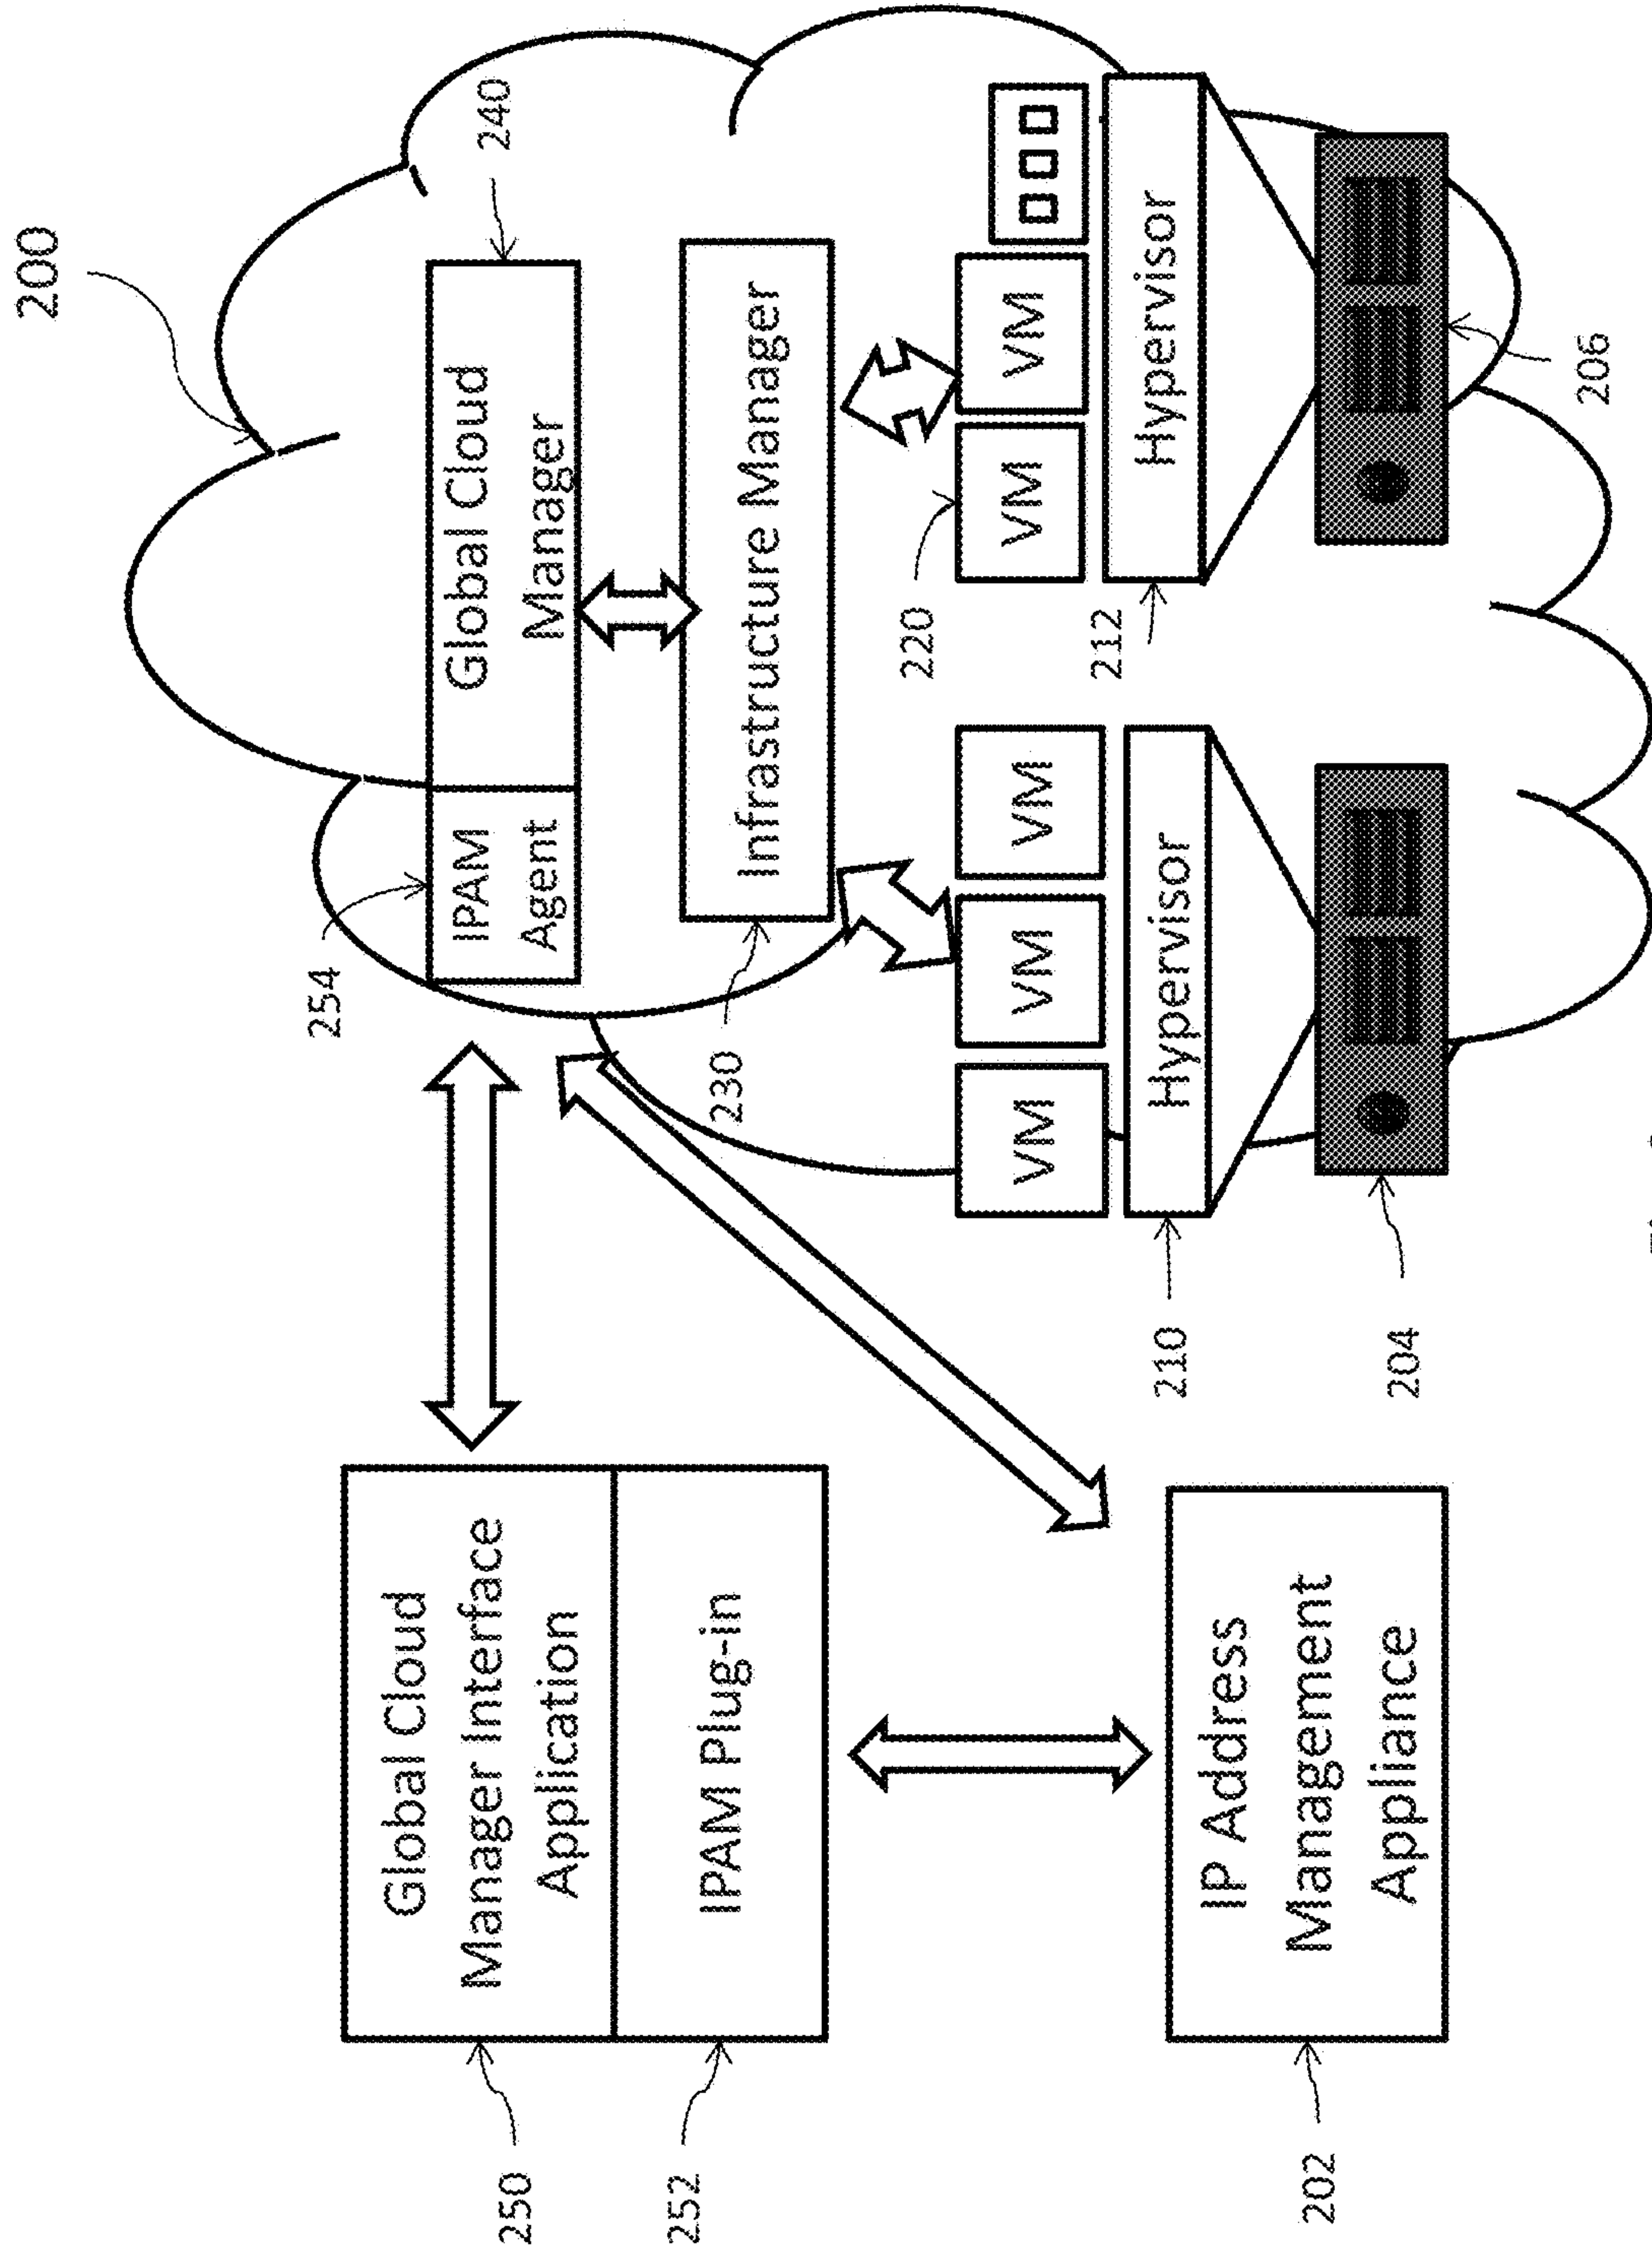 200
240
254
IPAM
Agent
Global Cloud
Manager
230
Infrastructure Manager
220
VM
VM
VM
VM
VM
212
Hypervisor
210
Hypervisor
204
206
250
Global Cloud
Manager Interface
Application
252
IPAM Plug-in
202
IP Address
Management
Appliance